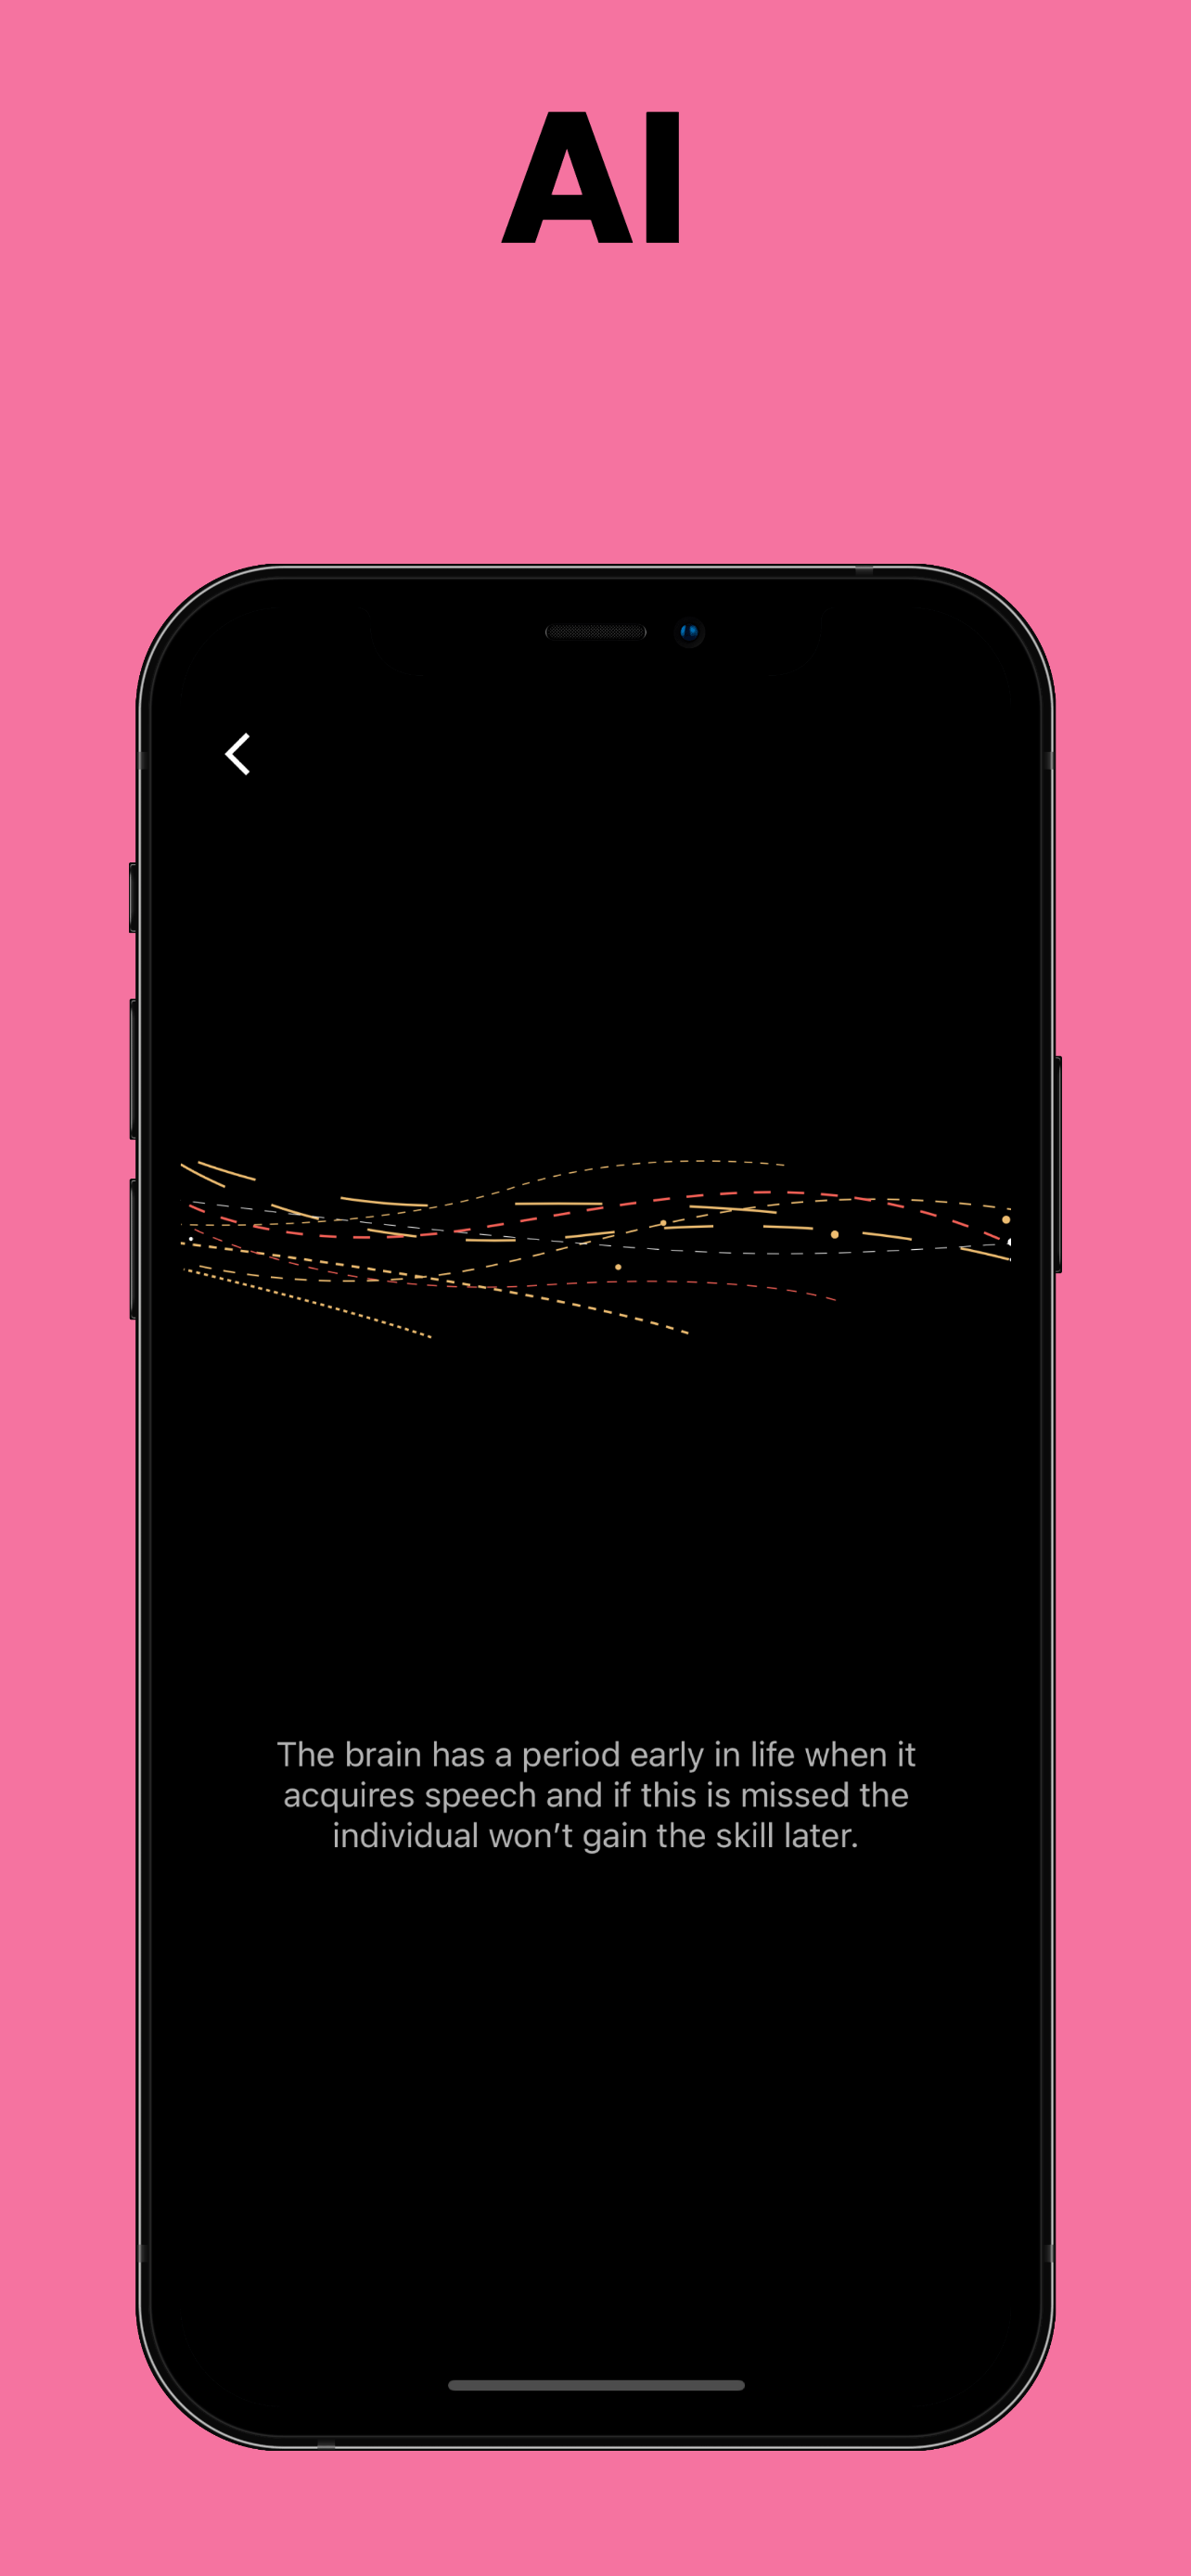 AI
The brain has a period early in life when it
acquires speech and if this is missed the
individual won’t gain the skill later.